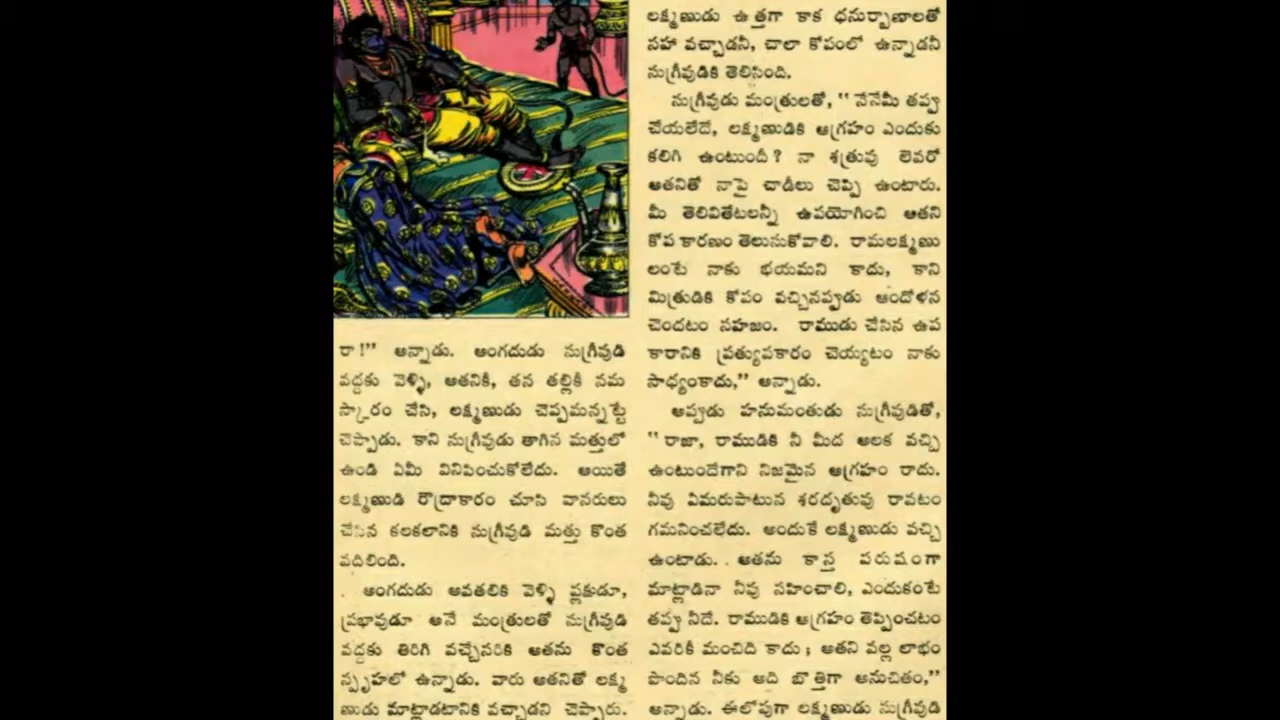 రా!” అన్నాడు. అంగదుడు సుగ్రీవుడి
వద్దకు వెళ్ళి, అతనికీ, తన తల్లికీ నమ
స్కారం చేసి, లక్ష్మణుడు చెప్పమన్నట్టే
చెప్పాడు. కాని సుగ్రీవుడు తాగిన మత్తులో
ఉండి ఏమీ వినిపించుకోలేదు. అయితే
లక్ష్మణుడి రౌద్రాకారం చూసి వానరులు
చేసిన కలకలానికి సుగ్రీవుడి మత్తు కొంత
వదిలింది.
అంగదుడు అవతలికి వెళ్ళి ప్లక్షుడూ,
ప్రభావుడూ అనే మంత్రులతో సుగ్రీవుడి
వద్దకు తిరిగి వచ్చేసరికి అతను కొంత
స్పృహలో ఉన్నాడు. వారు అతనితో లక్ష్మ
ణుడు మాట్లాడటానికి వచ్చాడని చెప్పారు.
లక్ష్మణుడు ఉత్తగా కాక ధనుర్బాణాలతో
సహా వచ్చాడనీ, చాలా కోపంలో ఉన్నాడనీ
సుగ్రీవుడికి తెలిసింది.
సుగ్రీవుడు మంత్రులతో, “నేనేమీ తప్పు
చేయలేదే, లక్ష్మణుడికి ఆగ్రహం ఎందుకు
కలిగి ఉంటుందీ? నా శత్రువు లెవరో
అతనితో నాపై చాడీలు చెప్పి ఉంటారు.
మీ తెలివితేటలన్నీ ఉపయోగించి అతని
కోప కారణం తెలుసుకోవాలి. రామలక్ష్మణు
లంటే నాకు భయమని కాదు, కాని
మిత్రుడికి కోపం వచ్చినప్పుడు ఆందోళన
చెందటం సహజం. రాముడు చేసిన ఉప
కారానికి ప్రత్యుపకారం చెయ్యటం నాకు
సాధ్యంకాదు,” అన్నాడు.
అప్పుడు హనుమంతుడు సుగ్రీవుడితో,
“రాజా, రాముడికి నీ మీద అలక వచ్చి
ఉంటుందేగాని నిజమైన ఆగ్రహం రాదు.
నీవు ఏమరుపాటున శరదృతువు రావటం
గమనించలేదు. అందుకే లక్ష్మణుడు వచ్చి
ఉంటాడు. అతను కాస్త పరుషంగా
మాట్లాడినా నీవు సహించాలి, ఎందుకంటే
తప్పు నీదే. రాముడికి ఆగ్రహం తెప్పించటం
ఎవరికీ మంచిది కాదు; అతని వల్ల లాభం
పొందిన నీకు అది బొత్తిగా అనుచితం,”
అన్నాడు. ఈలోపుగా లక్ష్మణుడు సుగ్రీవుడి